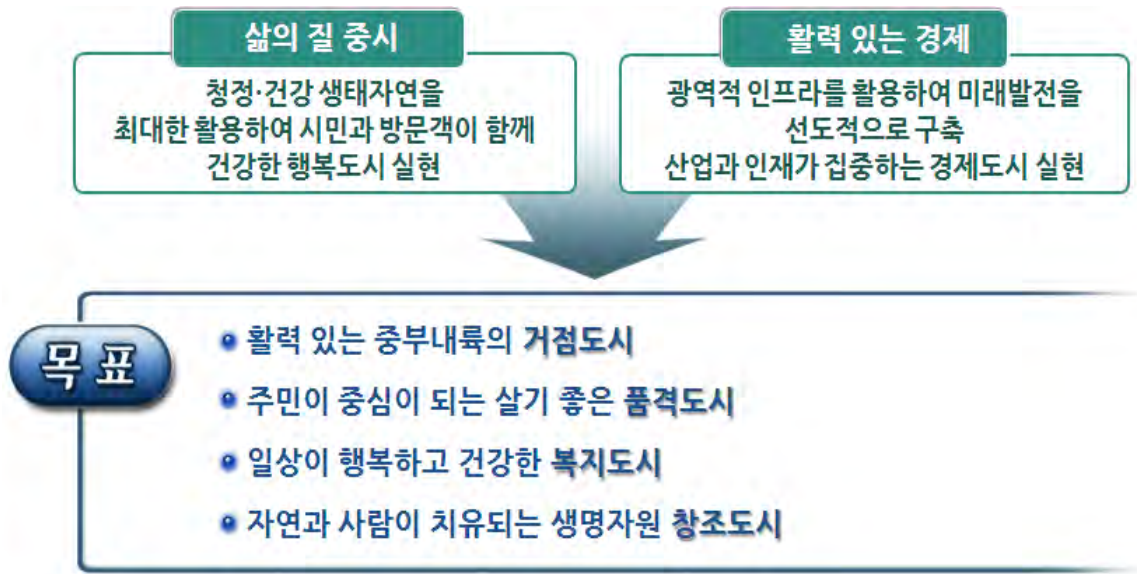 삶의 질 중시
청정·건강 생태자연을
최대한 활용하여 시민과 방문객이 함께
건강한 행복도시 실현
활력 있는 경제
광역적 인프라를 활용하여 미래발전을
선도적으로 구축
산업과 인재가 집중하는 경제도시 실현
목표
활력 있는 중부내륙의 거점도시
주민이 중심이 되는 살기 좋은 품격도시
일상이 행복하고 건강한 복지도시
자연과 사람이 치유되는 생명자원 창조도시